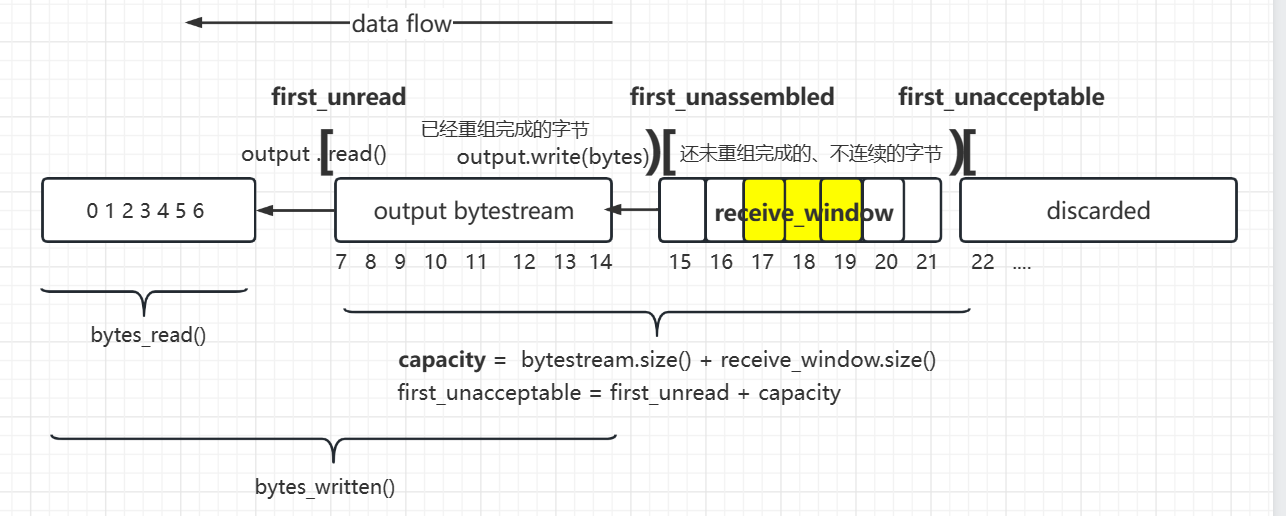 data flow
first_unread first_unassembled first_unacceptable
已经重组完成的字节
output . read() output.write(bytes) 还未重组完成的、不连续的字节
0 1 2 3 4 5 6 output bytestream receive_window discarded
7 8 9 10 11 12 13 14 15 16 17 18 19 20 21 22 ....
bytes_read()
capacity = bytestream.size() + receive_window.size()
first_unacceptable = first_unread + capacity
bytes_written()